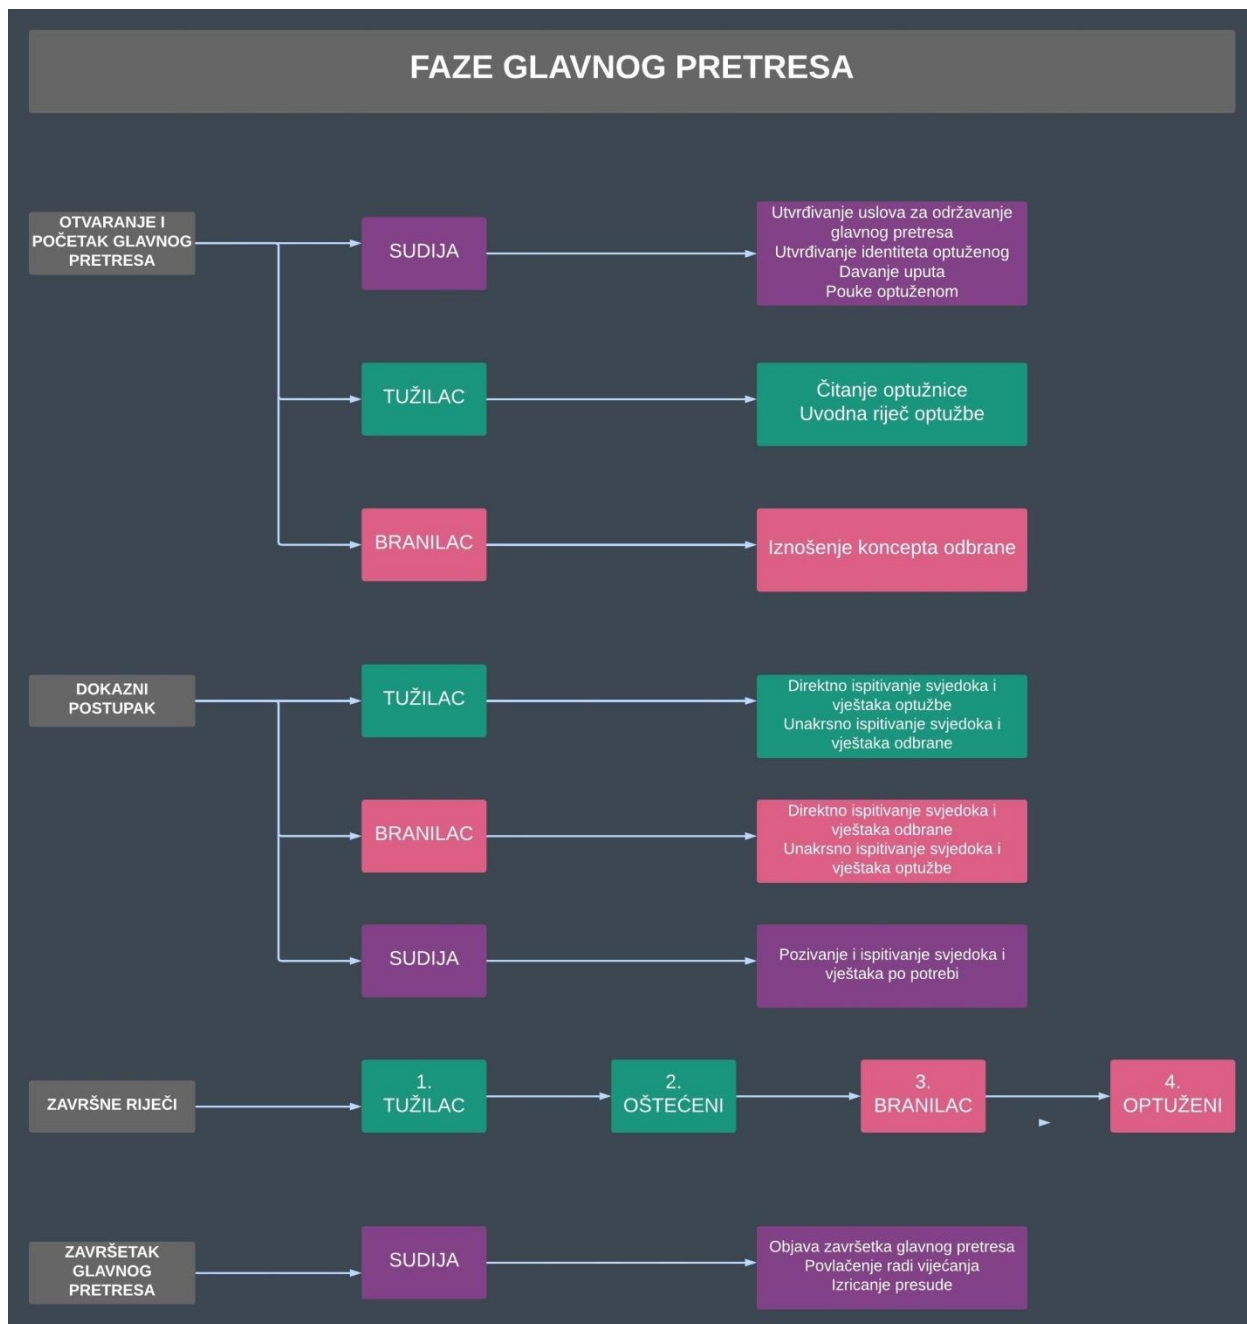 FAZE GLAVNOG PRETRESA
OTVARANJE I
POČETAK GLAVNOG
PRETRESA
SUDIJA
Utvrđivanje uslova za održavanje
glavnog pretresa
Utvrđivanje identiteta optuženog
Davanje uputa
Pouke optuženom
TUŽILAC
Čitanje optužnice
Uvodna riječ optužbe
BRANILAC
Iznošenje koncepta odbrane
DOKAZNI
POSTUPAK
TUŽILAC
Direktno ispitivanje svjedoka i
vještaka optužbe
Unakrsno ispitivanje svjedoka i
vještaka odbrane
BRANILAC
Direktno ispitivanje svjedoka i
vještaka odbrane
Unakrsno ispitivanje svjedoka i
vještaka optužbe
SUDIJA
Pozivanje i ispitivanje svjedoka i
vještaka po potrebi
ZAVRŠNE RIJEČI
1.
TUŽILAC
2.
OŠTEĆENI
3.
BRANILAC
4.
OPTUŽENI
ZAVRŠETAK
GLAVNOG
PRETRESA
SUDIJA
Objava završetka glavnog pretresa
Povlačenje radi vijećanja
Izricanje presude